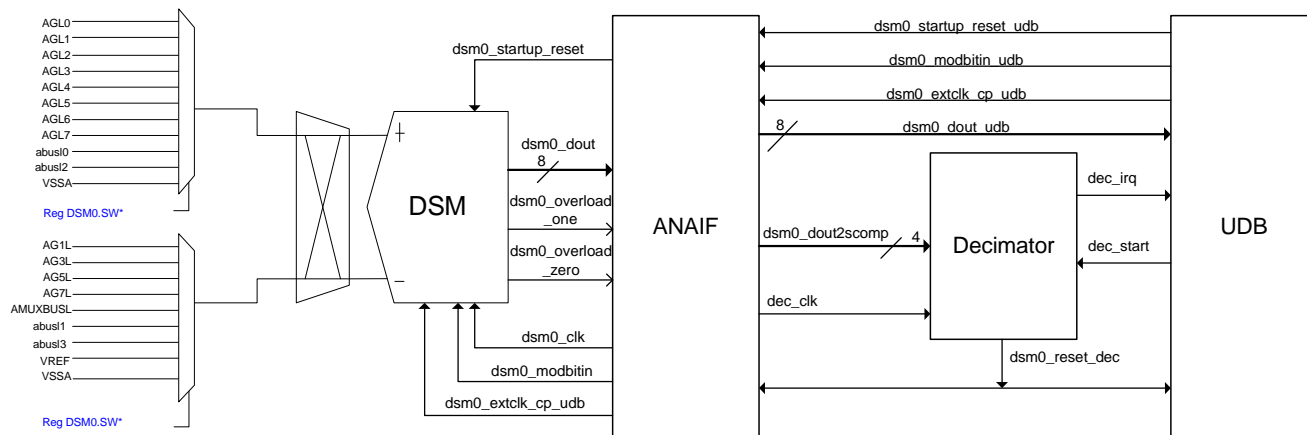 AGL0
AGL1
AGL2
AGL3
AGL4
AGL5
AGL6
AGL7
abusl0
abusl2
VSSA
Reg DSM0.SW*
AG1L
AG3L
AG5L
AG7L
AMUXBUSL
abusl1
abusl3
VREF
VSSA
Reg DSM0.SW*
+
−
DSM
dsm0_startup_reset
dsm0_dout
8
dsm0_overload
_one
dsm0_overload
_zero
dsm0_clk
dsm0_modbitin
dsm0_extclk_cp_udb
ANAIF
dsm0_startup_reset_udb
dsm0_modbitin_udb
dsm0_extclk_cp_udb
8
dsm0_dout_udb
dsm0_dout2scomp
4
dec_clk
Decimator
dec_irq
dec_start
dsm0_reset_dec
UDB